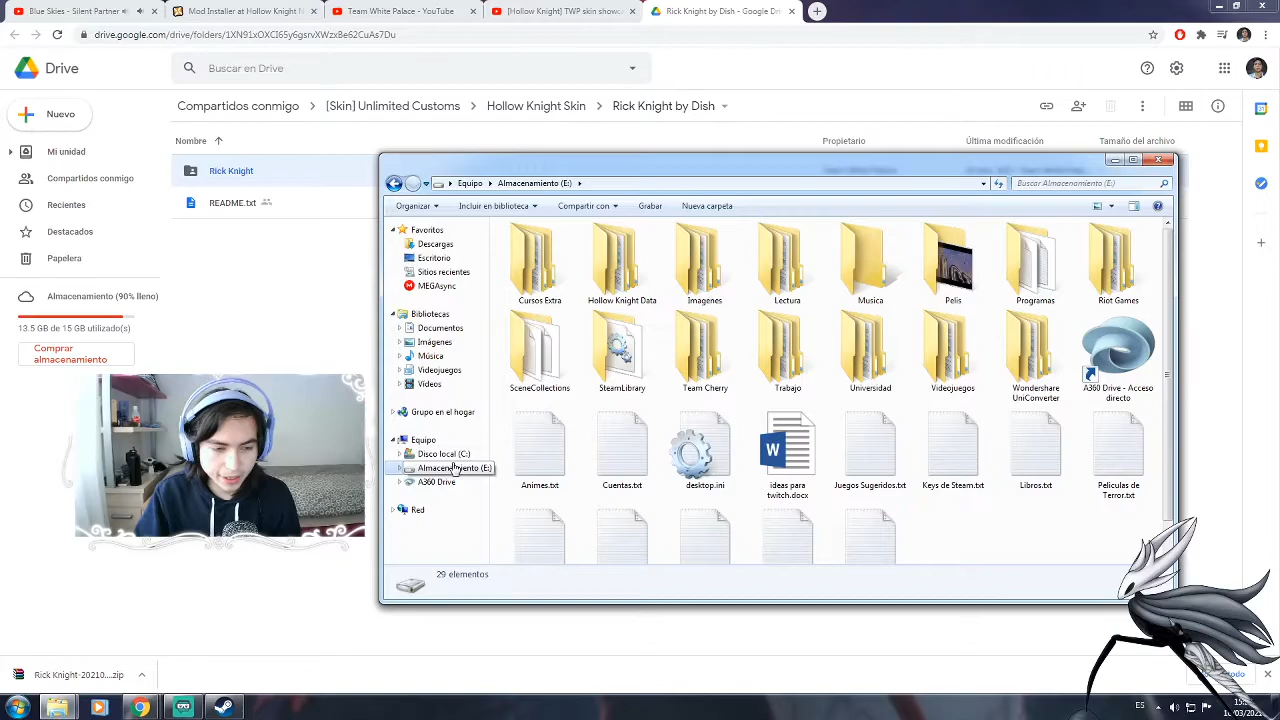 Blue Skies - Silent Partner
Mod Installer at Hollow Knight N
Team White Palace - YouTube
[Hollow Knight] TWP skin showc
Rick Knight by Dish - Google Driv
Drive
Buscar en Drive
Nuevo
Compartidos conmigo
[Skin] Unlimited Customs
Hollow Knight Skin
Rick Knight by Dish
Nombre
Propietario
Última modificación
Tamaño del archivo
Mi unidad
Compartidos conmigo
Recientes
Destacados
Papelera
Almacenamiento (90% lleno)
13.5 GB de 15 GB utilizado(s)
Comprar
almacenamiento
Rick Knight
README.txt
Equipo
Almacenamiento (E:)
Buscar Almacenamiento (E:)
Organizar
Incluir en biblioteca
Compartir con
Grabar
Nueva carpeta
Favoritos
Descargas
Escritorio
Sitios recientes
MEGAsync
Bibliotecas
Documentos
Imágenes
Música
Videojuegos
Vídeos
Grupo en el hogar
Equipo
Disco local (C:)
Almacenamiento (E:)
A360 Drive
Red
Cursos Extra
Hollow Knight Data
Imagenes
Lectura
Musica
Pelis
Programas
Riot Games
SceneCollections
SteamLibrary
Team Cherry
Trabajo
Universidad
Videojuegos
Wondershare
UniConverter
A360 Drive - Acceso
directo
Animes.txt
Cuentas.txt
desktop.ini
ideas para
twitch.docx
Juegos Sugeridos.txt
Keys de Steam.txt
Libros.txt
Peliculas de
Terror.txt
29 elementos
Rick Knight-20210....zip
ES